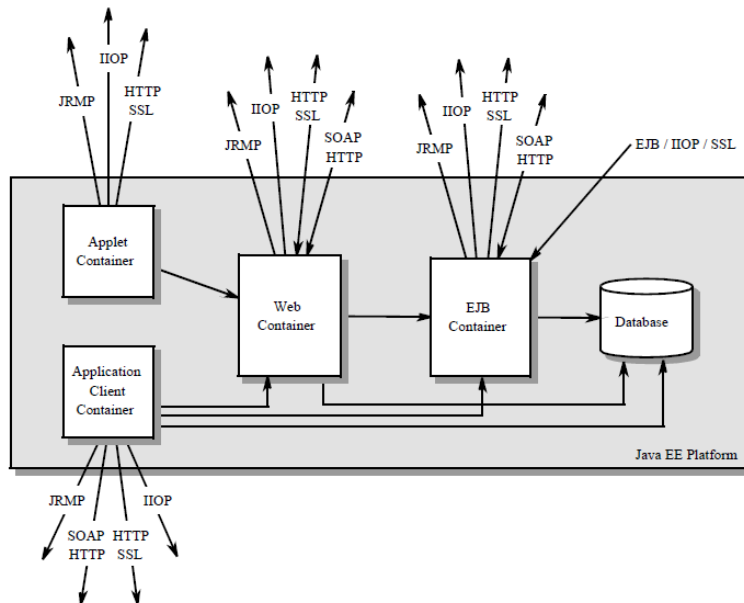 IIOP
JRMP
HTTP
SSL
JRMP
IIOP
HTTP
SSL
SOAP
HTTP
JRMP
IIOP
HTTP
SSL
SOAP
HTTP
EJB / IIOP / SSL
Applet
Container
Web
Container
EJB
Container
Database
Application
Client
Container
Java EE Platform
JRMP
SOAP
HTTP
HTTP
SSL
IIOP